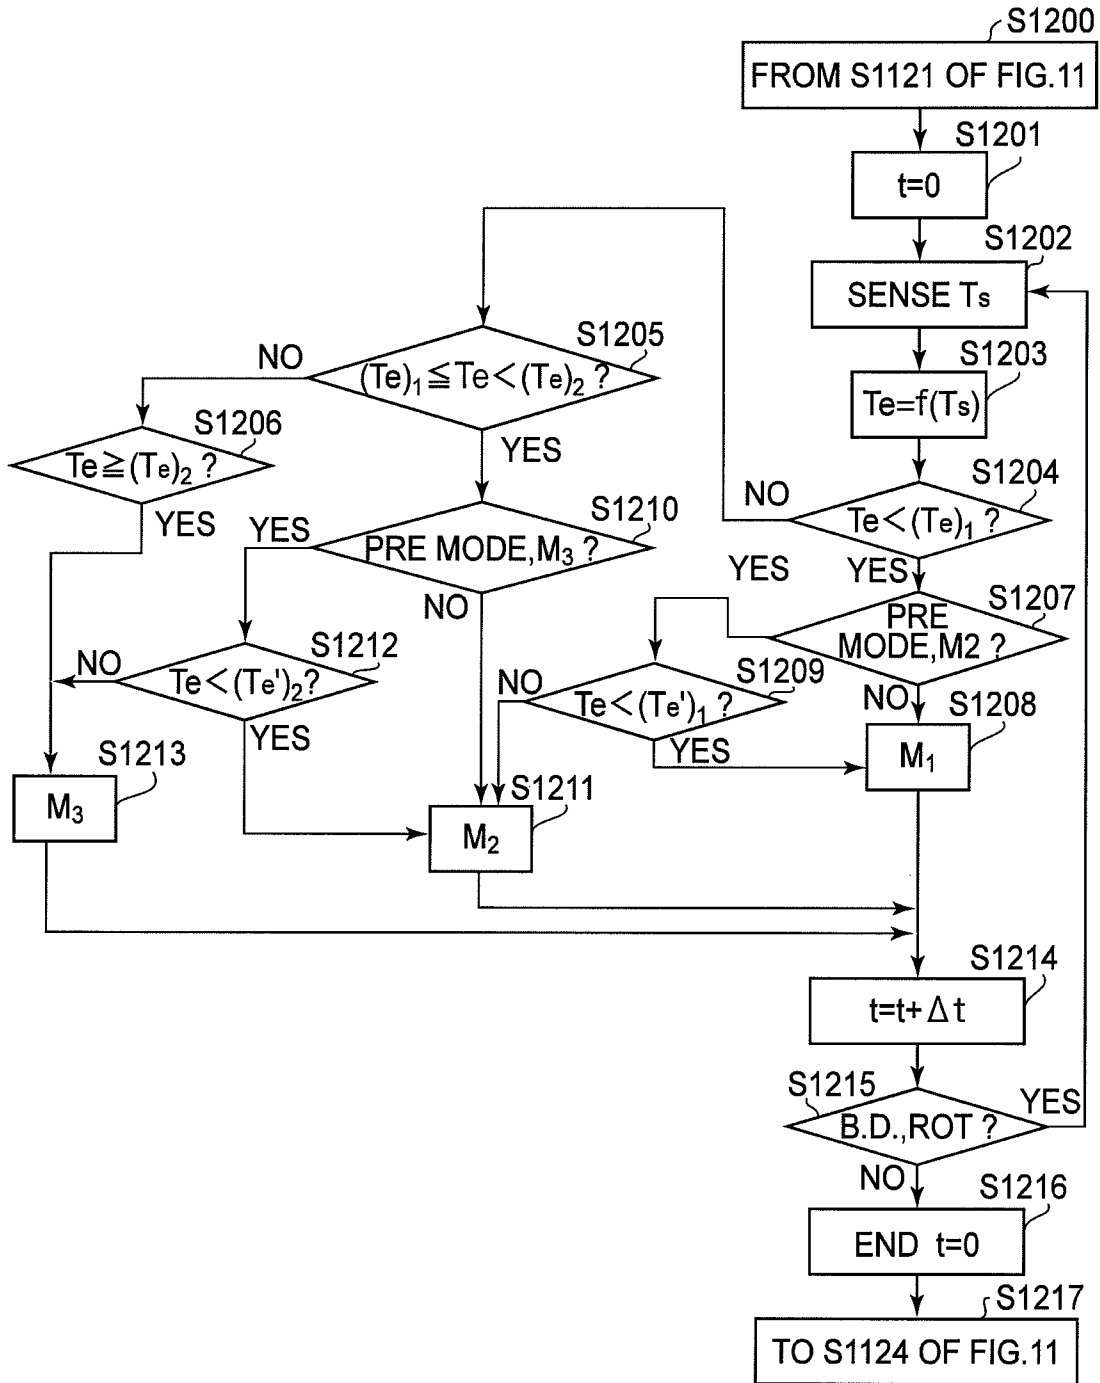 S1200
FROM S1121 OF FIG.11
S1201
t=0
S1202
SENSE Ts
S1203
Te=f(Ts)
S1204
Te<(Te)1 ?
NO
YES
S1205
(Te)1≦Te<(Te)2 ?
NO
YES
S1206
Te≧(Te)2 ?
YES
S1210
PRE MODE,M3 ?
YES
NO
S1207
PRE
MODE,M2 ?
YES
NO
S1212
Te<(Te')2?
NO
YES
S1209
Te<(Te')1 ?
NO
YES
S1208
M1
S1213
M3
S1211
M2
S1214
t=t+Δt
S1215
B.D.,ROT ?
YES
NO
S1216
END t=0
S1217
TO S1124 OF FIG.11